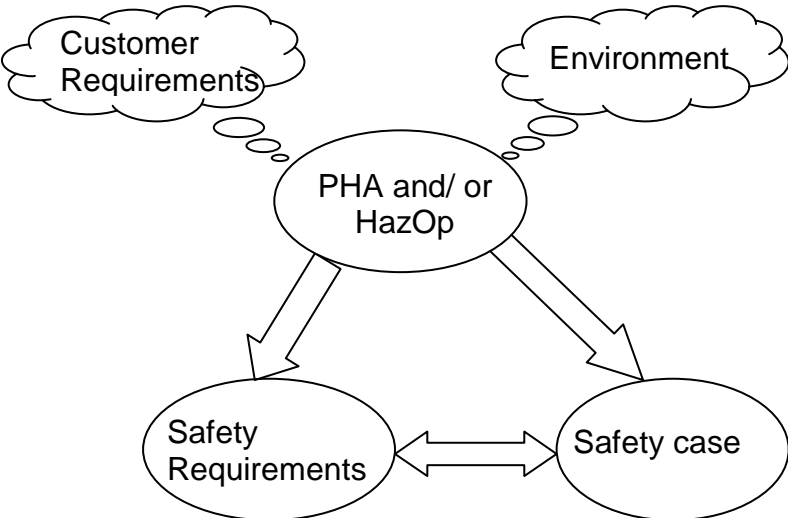 Customer
Requirements
Environment
PHA and/ or
HazOp
Safety
Requirements
Safety case